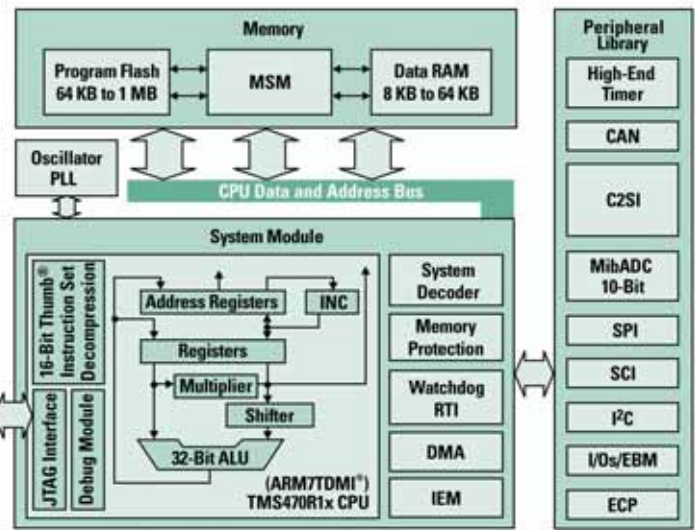 Memory
Program Flash
64 KB to 1 MB
MSM
Data RAM
8 KB to 64 KB
Oscillator
PLL
CPU Data and Address Bus
System Module
16-Bit Thumb®
Instruction Set
Decompression
JTAG Interface
Debug Module
Address Registers
INC
Registers
Multiplier
Shifter
32-Bit ALU
(ARM7TDMI®)
TMS470R1x CPU
System
Decoder
Memory
Protection
Watchdog
RTI
DMA
IEM
Peripheral
Library
High-End
Timer
CAN
C2SI
MibADC
10-Bit
SPI
SCI
I²C
I/Os/EBM
ECP